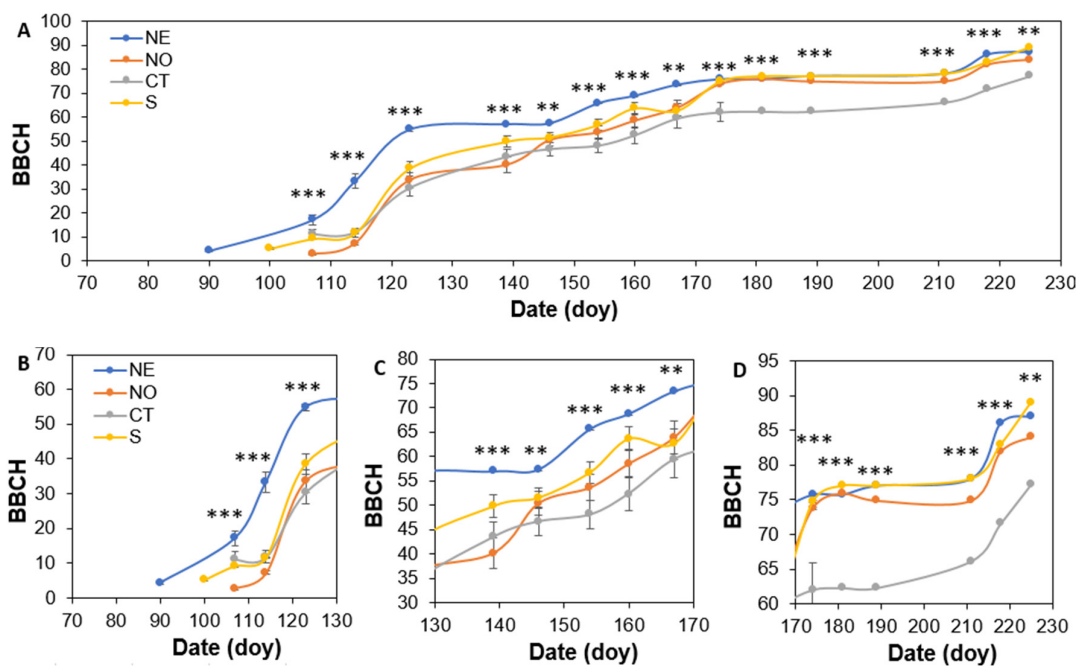 A
NE
NO
CT
S
BBCH
100
90
80
70
60
50
40
30
20
10
0
*** *** *** *** ** *** *** ** *** *** *** *** *** **
70 80 90 100 110 120 130 140 150 160 170 180 190 200 210 220 230
Date (doy)
B
NE
NO
CT
S
BBCH
70
60
50
40
30
20
10
0
*** *** ***
80 90 100 110 120 130
Date (doy)
C
BBCH
80
75
70
65
60
55
50
45
40
35
30
*** ** *** *** **
130 140 150 160 170
Date (doy)
D
BBCH
95
90
85
80
75
70
65
60
*** *** *** *** *** **
170 180 190 200 210 220 230
Date (doy)